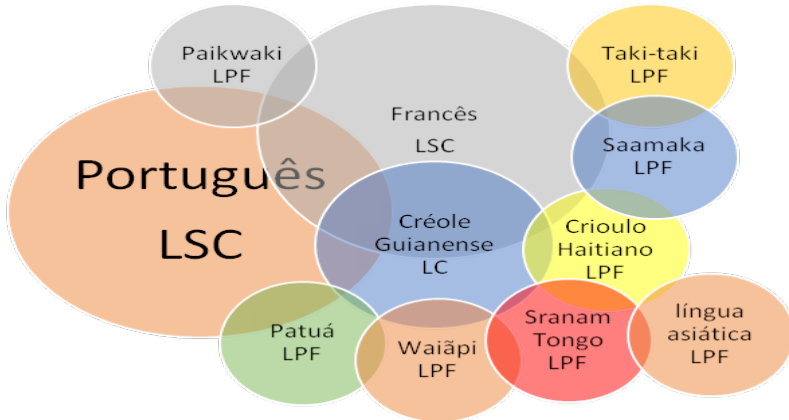 Paikwaki
LPF
Taki-taki
LPF
Francês
LSC
Saamaka
LPF
Português
LSC
Créole
Guianense
LC
Crioulo
Haitiano
LPF
Patuá
LPF
Waiãpi
LPF
Sranam
Tongo
LPF
língua
asiática
LPF